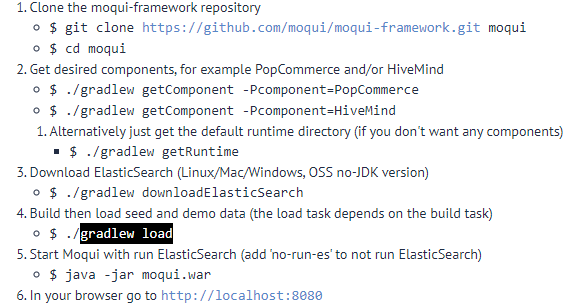 1. Clone the moqui-framework repository
$ git clone https://github.com/moqui/moqui-framework.git moqui
$ cd moqui
2. Get desired components, for example PopCommerce and/or HiveMind
$ ./gradlew getComponent -Pcomponent=PopCommerce
$ ./gradlew getComponent -Pcomponent=HiveMind
1. Alternatively just get the default runtime directory (if you don't want any components)
$ ./gradlew getRuntime
3. Download ElasticSearch (Linux/Mac/Windows, OSS no-JDK version)
$ ./gradlew downloadElasticSearch
4. Build then load seed and demo data (the load task depends on the build task)
$ ./gradlew load
5. Start Moqui with run ElasticSearch (add 'no-run-es' to not run ElasticSearch)
$ java -jar moqui.war
6. In your browser go to http://localhost:8080